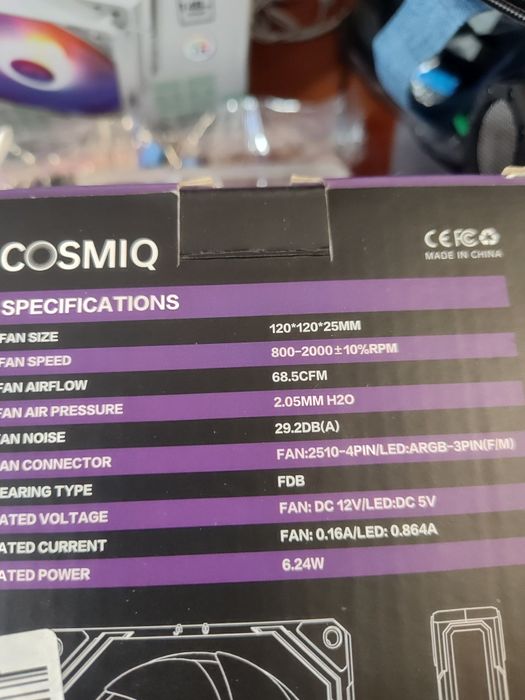 COSMIQ
CE FC
MADE IN CHINA
SPECIFICATIONS
FAN SIZE 120*120*25MM
FAN SPEED 800-2000±10%RPM
FAN AIRFLOW 68.5CFM
FAN AIR PRESSURE 2.05MM H2O
FAN NOISE 29.2DB(A)
AN CONNECTOR FAN:2510-4PIN/LED:ARGB-3PIN(F/M)
EARING TYPE FDB
ATED VOLTAGE FAN: DC 12V/LED:DC 5V
ATED CURRENT FAN: 0.16A/LED: 0.864A
ATED POWER 6.24W